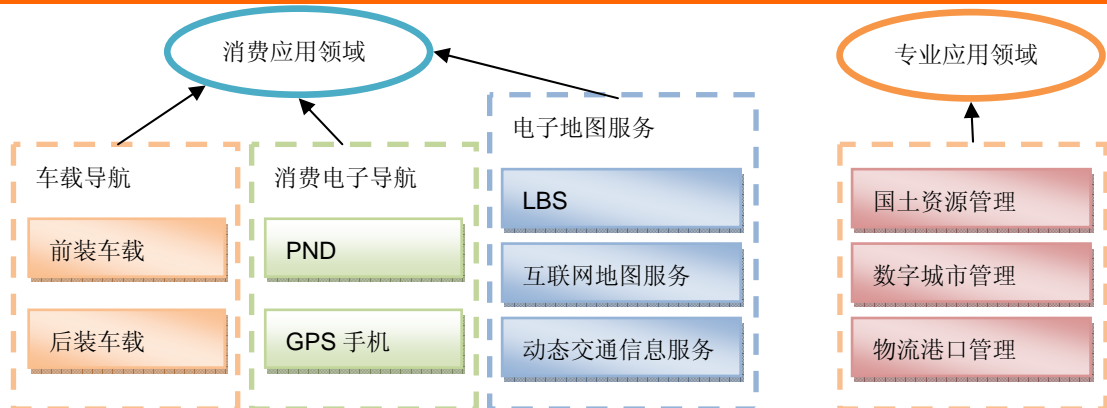 消费应用领域
专业应用领域
车载导航
前装车载
后装车载
消费电子导航
PND
GPS 手机
电子地图服务
LBS
互联网地图服务
动态交通信息服务
国土资源管理
数字城市管理
物流港口管理